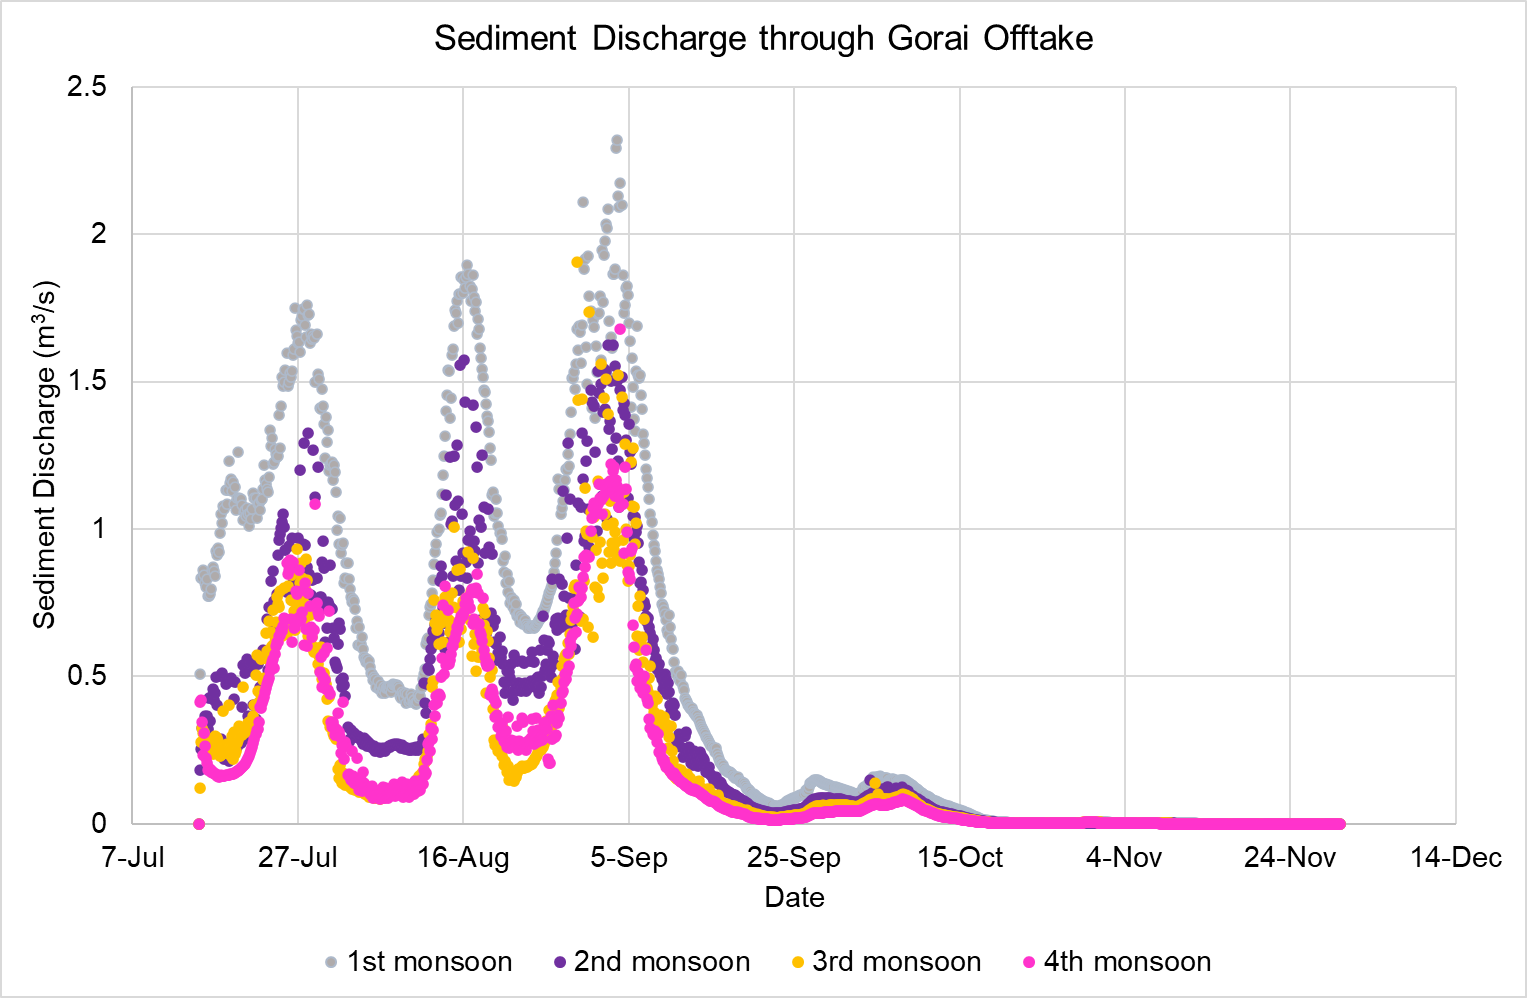 Sediment Discharge through Gorai Offtake
Sediment Discharge (m³/s)
2.5
2
1.5
1
0.5
0
7-Jul 27-Jul 16-Aug 5-Sep 25-Sep 15-Oct 4-Nov 24-Nov 14-Dec
Date
1st monsoon 2nd monsoon 3rd monsoon 4th monsoon